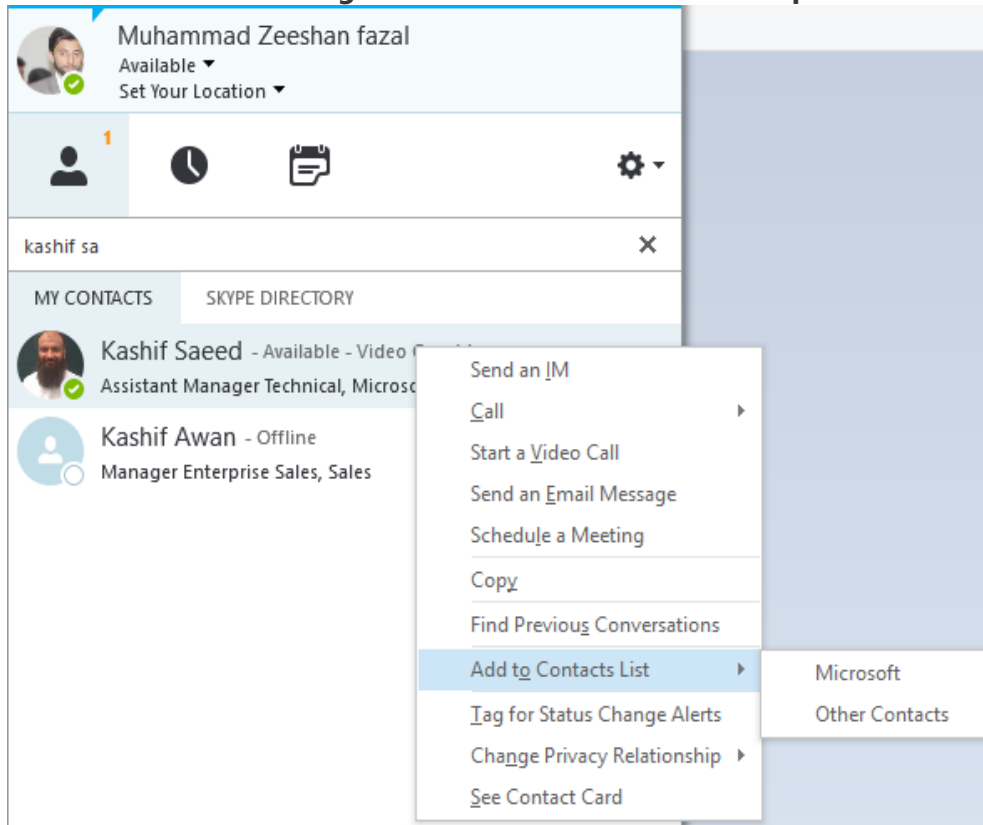 Muhammad Zeeshan fazal
Available
Set Your Location
1
kashif sa
MY CONTACTS SKYPE DIRECTORY
Kashif Saeed - Available - Video
Assistant Manager Technical,
Kashif Awan - Offline
Manager Enterprise Sales, Sales
Send an IM
Call
Start a Video Call
Send an Email Message
Schedule a Meeting
Copy
Find Previous Conversations
Add to Contacts List
Tag for Status Change Alerts
Change Privacy Relationship
See Contact Card
Microsoft
Other Contacts